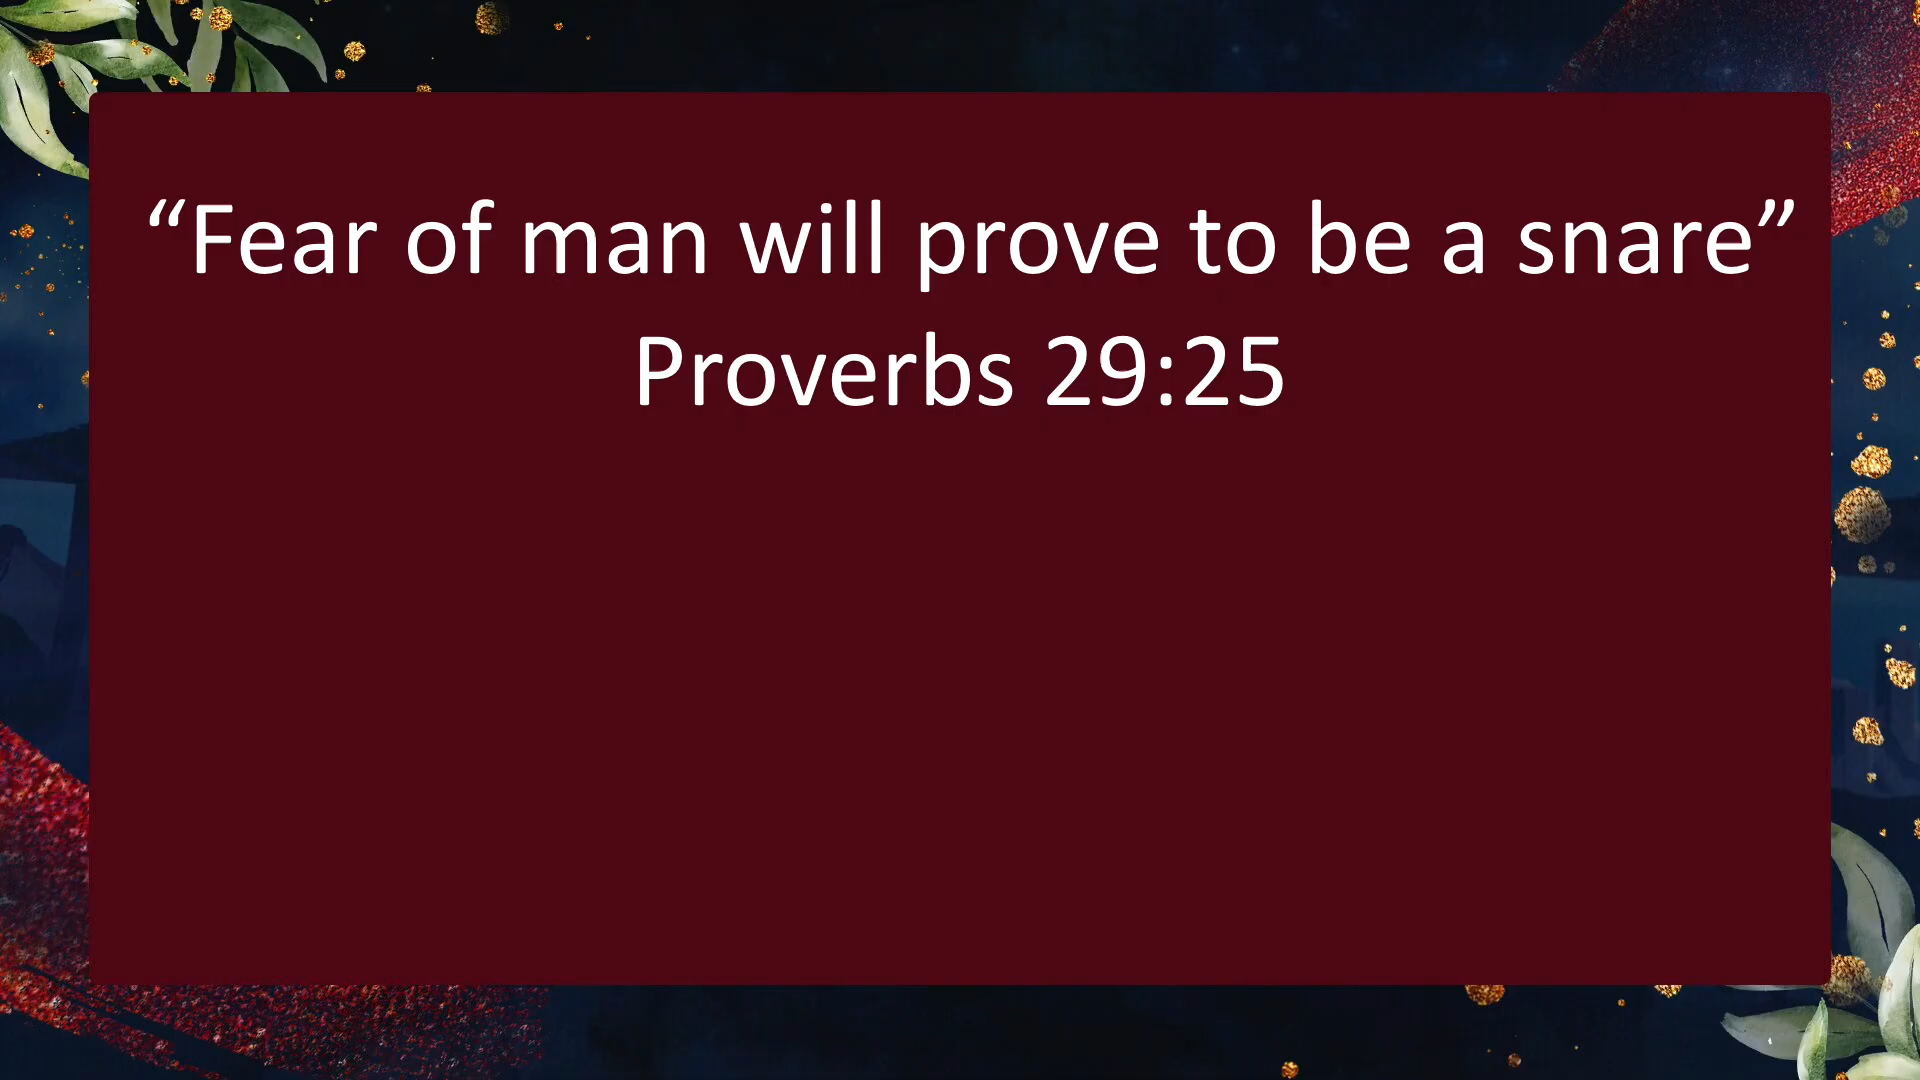 “Fear of man will prove to be a snare”
Proverbs 29:25